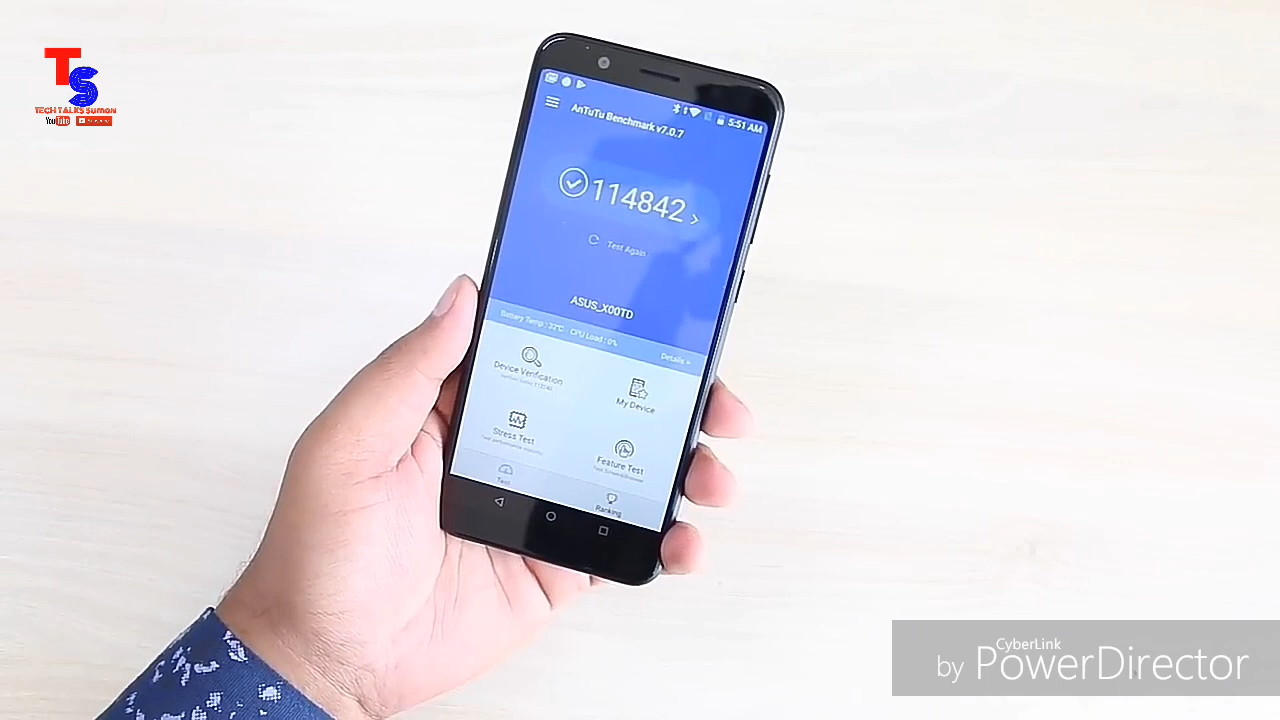 TS
TECH TALKS Suman
YouTube
5:51 AM
AnTuTu Benchmark v7.0.7
114842
Test Again
ASUS_X00TD
Battery Temp : 32°C - CPU Load : 0%
Details >
Device Verification
My Device
Stress Test
Feature Test
Test
Ranking
CyberLink
by PowerDirector